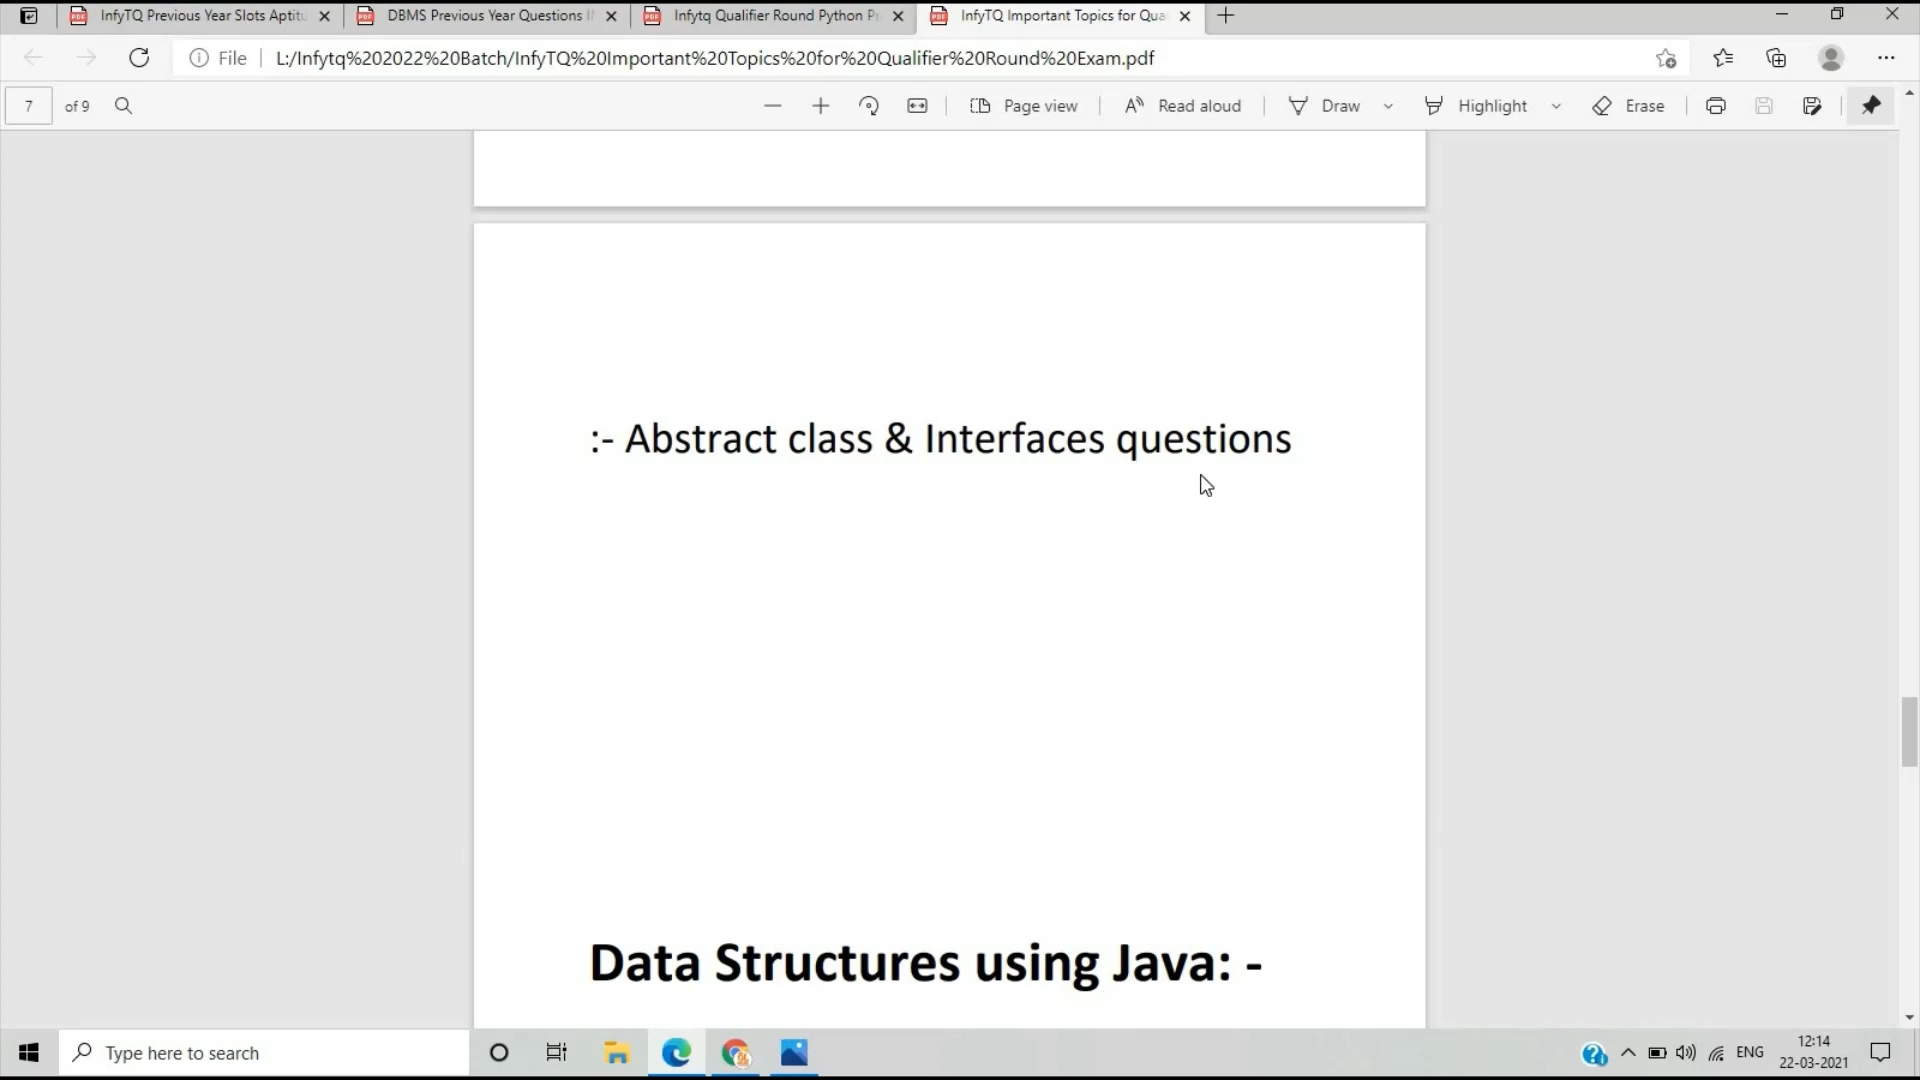 InfyTQ Previous Year Slots Aptitu
DBMS Previous Year Questions I
Infytq Qualifier Round Python P
InfyTQ Important Topics for Qua
File
L:/Infytq%202022%20Batch/InfyTQ%20Important%20Topics%20for%20Qualifier%20Round%20Exam.pdf
7 of 9
Page view
Read aloud
Draw
Highlight
Erase
:- Abstract class & Interfaces questions
Data Structures using Java: -
Type here to search
ENG
12:14
22-03-2021